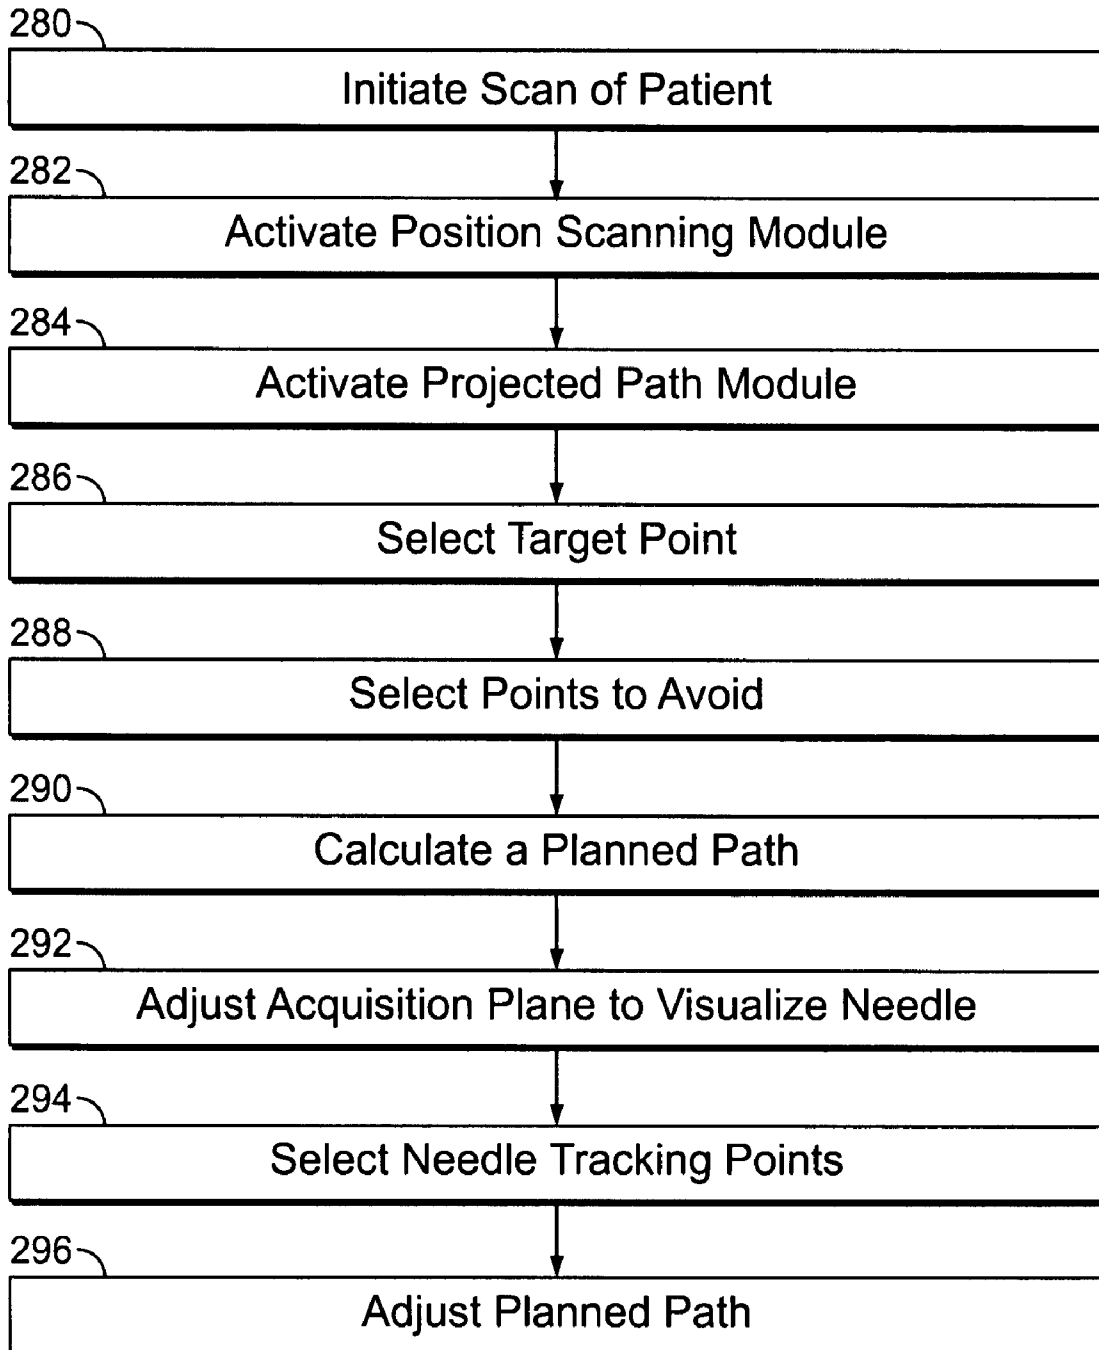 280
Initiate Scan of Patient
282
Activate Position Scanning Module
284
Activate Projected Path Module
286
Select Target Point
288
Select Points to Avoid
290
Calculate a Planned Path
292
Adjust Acquisition Plane to Visualize Needle
294
Select Needle Tracking Points
296
Adjust Planned Path